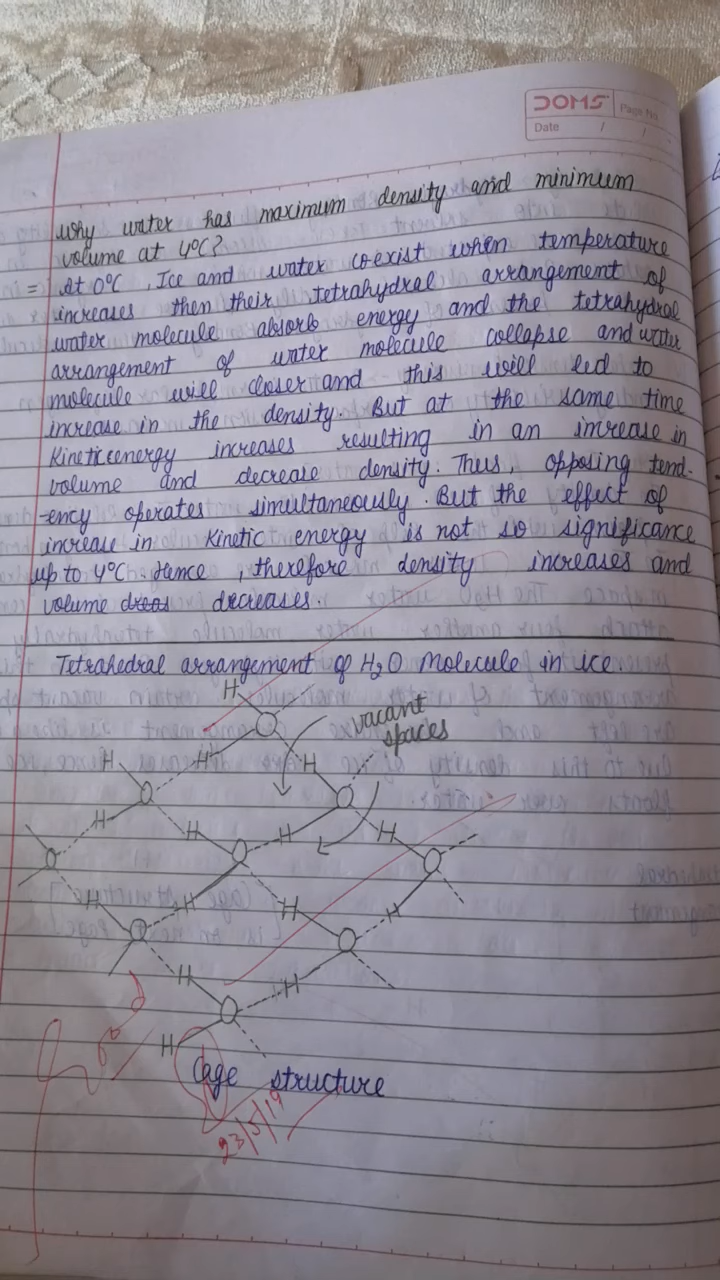 DOMS
Page No.
Date / /
Why water has maximum density and minimum
volume at 4°C?
= At 0°C, Ice and water coexist when temperature
increases then their tetrahydral arrangement of
water molecule absorb energy and the tetrahydral
arrangement of water molecule collapse and water
molecule will closer and this will led to
increase in the density. But at the same time
Kineticenergy increases resulting in an increase in
volume and decrease density. Thus, opposing tend-
-ency operates simultaneously. But the effect of
increase in Kinetic energy is not so significance
up to 4°C. Hence, therefore density increases and
volume decreases.
Tetrahedral arrangement of H2O Molecule in ice.
H
O
vacant
spaces
H
H
H
O
O
H
H
H
H
O
O
O
H
H
H
H
O
O
H
H
O
H
Cage structure
Good
23/5/19